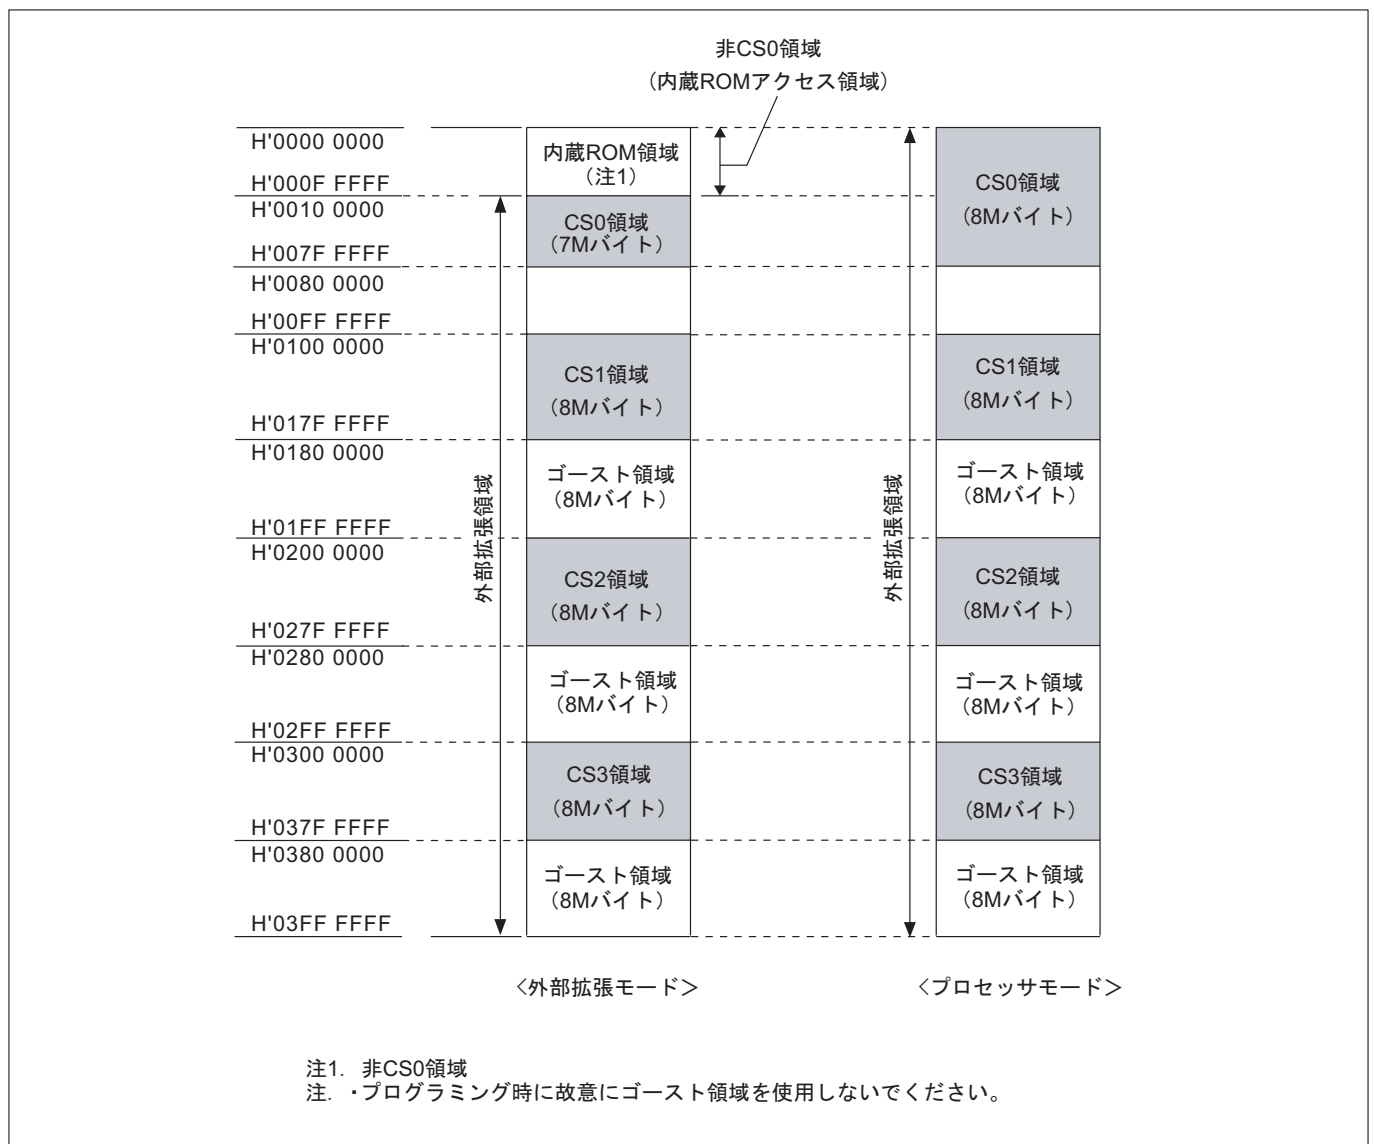 非CS0領域
（内蔵ROMアクセス領域）
H'0000 0000
H'000F FFFF
H'0010 0000
H'007F FFFF
H'0080 0000
H'00FF FFFF
H'0100 0000
H'017F FFFF
H'0180 0000
H'01FF FFFF
H'0200 0000
H'027F FFFF
H'0280 0000
H'02FF FFFF
H'0300 0000
H'037F FFFF
H'0380 0000
H'03FF FFFF
外部拡張領域
内蔵ROM領域
（注1）
CS0領域
（7Mバイト）
CS1領域
（8Mバイト）
ゴースト領域
（8Mバイト）
CS2領域
（8Mバイト）
ゴースト領域
（8Mバイト）
CS3領域
（8Mバイト）
ゴースト領域
（8Mバイト）
＜外部拡張モード＞
外部拡張領域
CS0領域
（8Mバイト）
CS1領域
（8Mバイト）
ゴースト領域
（8Mバイト）
CS2領域
（8Mバイト）
ゴースト領域
（8Mバイト）
CS3領域
（8Mバイト）
ゴースト領域
（8Mバイト）
＜プロセッサモード＞
注1. 非CS0領域
注. ・プログラミング時に故意にゴースト領域を使用しないでください。